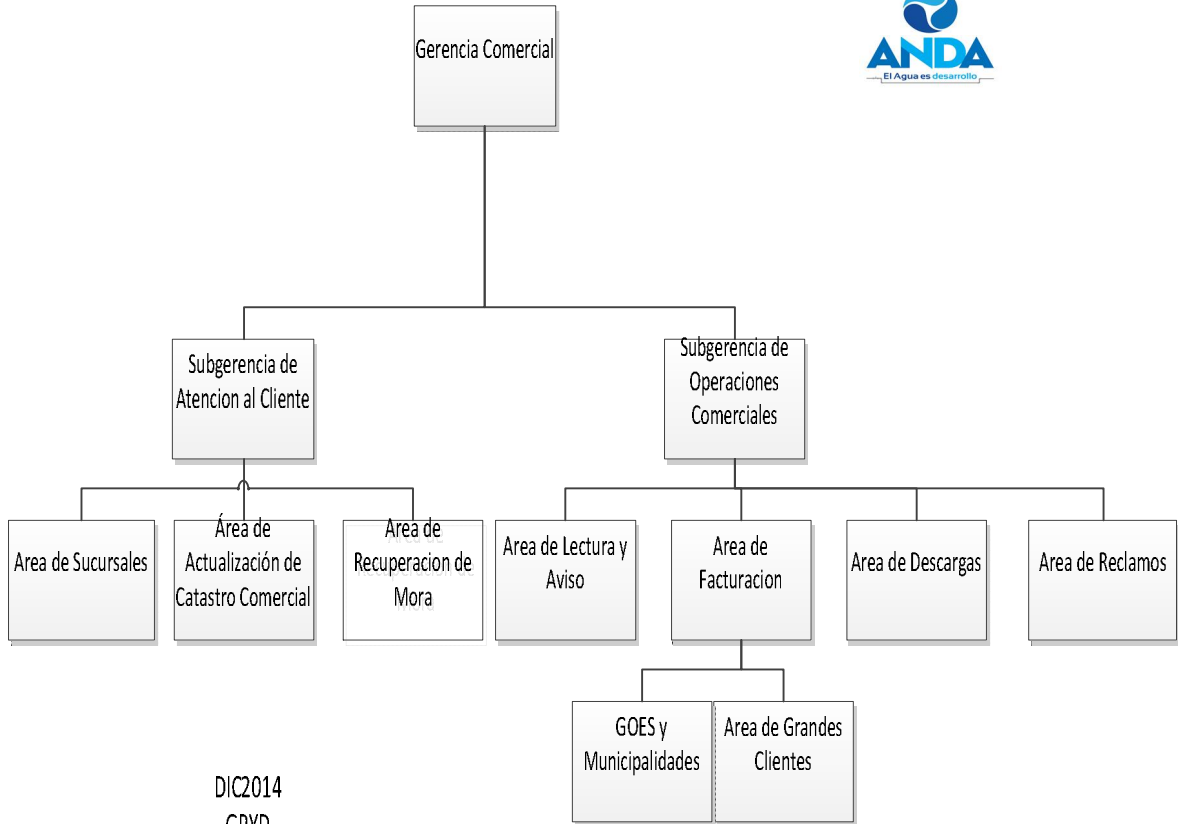 Gerencia Comercial
ANDA
El Agua es desarrollo
Subgerencia de
Atencion al Cliente
Subgerencia de
Operaciones
Comerciales
Area de Sucursales
Área de
Actualización de
Catastro Comercial
Area de
Recuperacion de
Mora
Area de Lectura y
Aviso
Area de
Facturacion
Area de Descargas
Area de Reclamos
GOES y
Municipalidades
Area de Grandes
Clientes
DIC2014